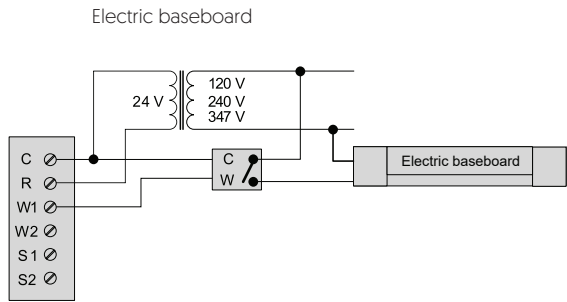 Electric baseboard
24 V
120 V
240 V
347 V
C
R
W1
W2
S1
S2
C
W
Electric baseboard